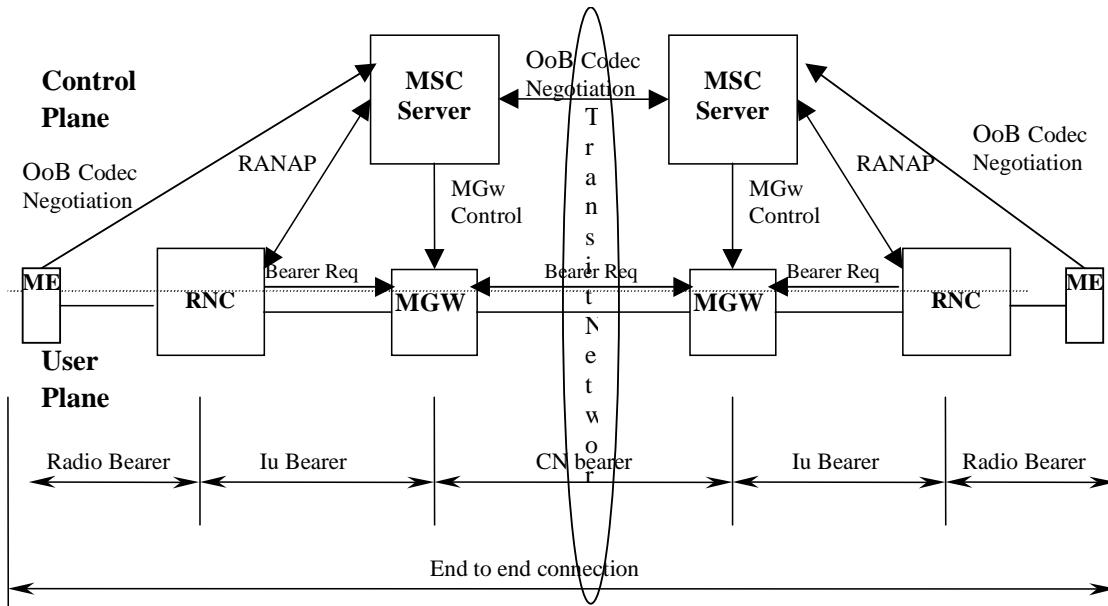 Control
Plane
MSC
Server
OoB Codec
Negotiation
MSC
Server
OoB Codec
Negotiation
RANAP
MGw
Control
Transit Networ
MGw
Control
RANAP
OoB Codec
Negotiation
ME
RNC
Bearer Req
MGW
Bearer Req
MGW
Bearer Req
RNC
ME
User
Plane
Radio Bearer
Iu Bearer
CN bearer
Iu Bearer
Radio Bearer
End to end connection